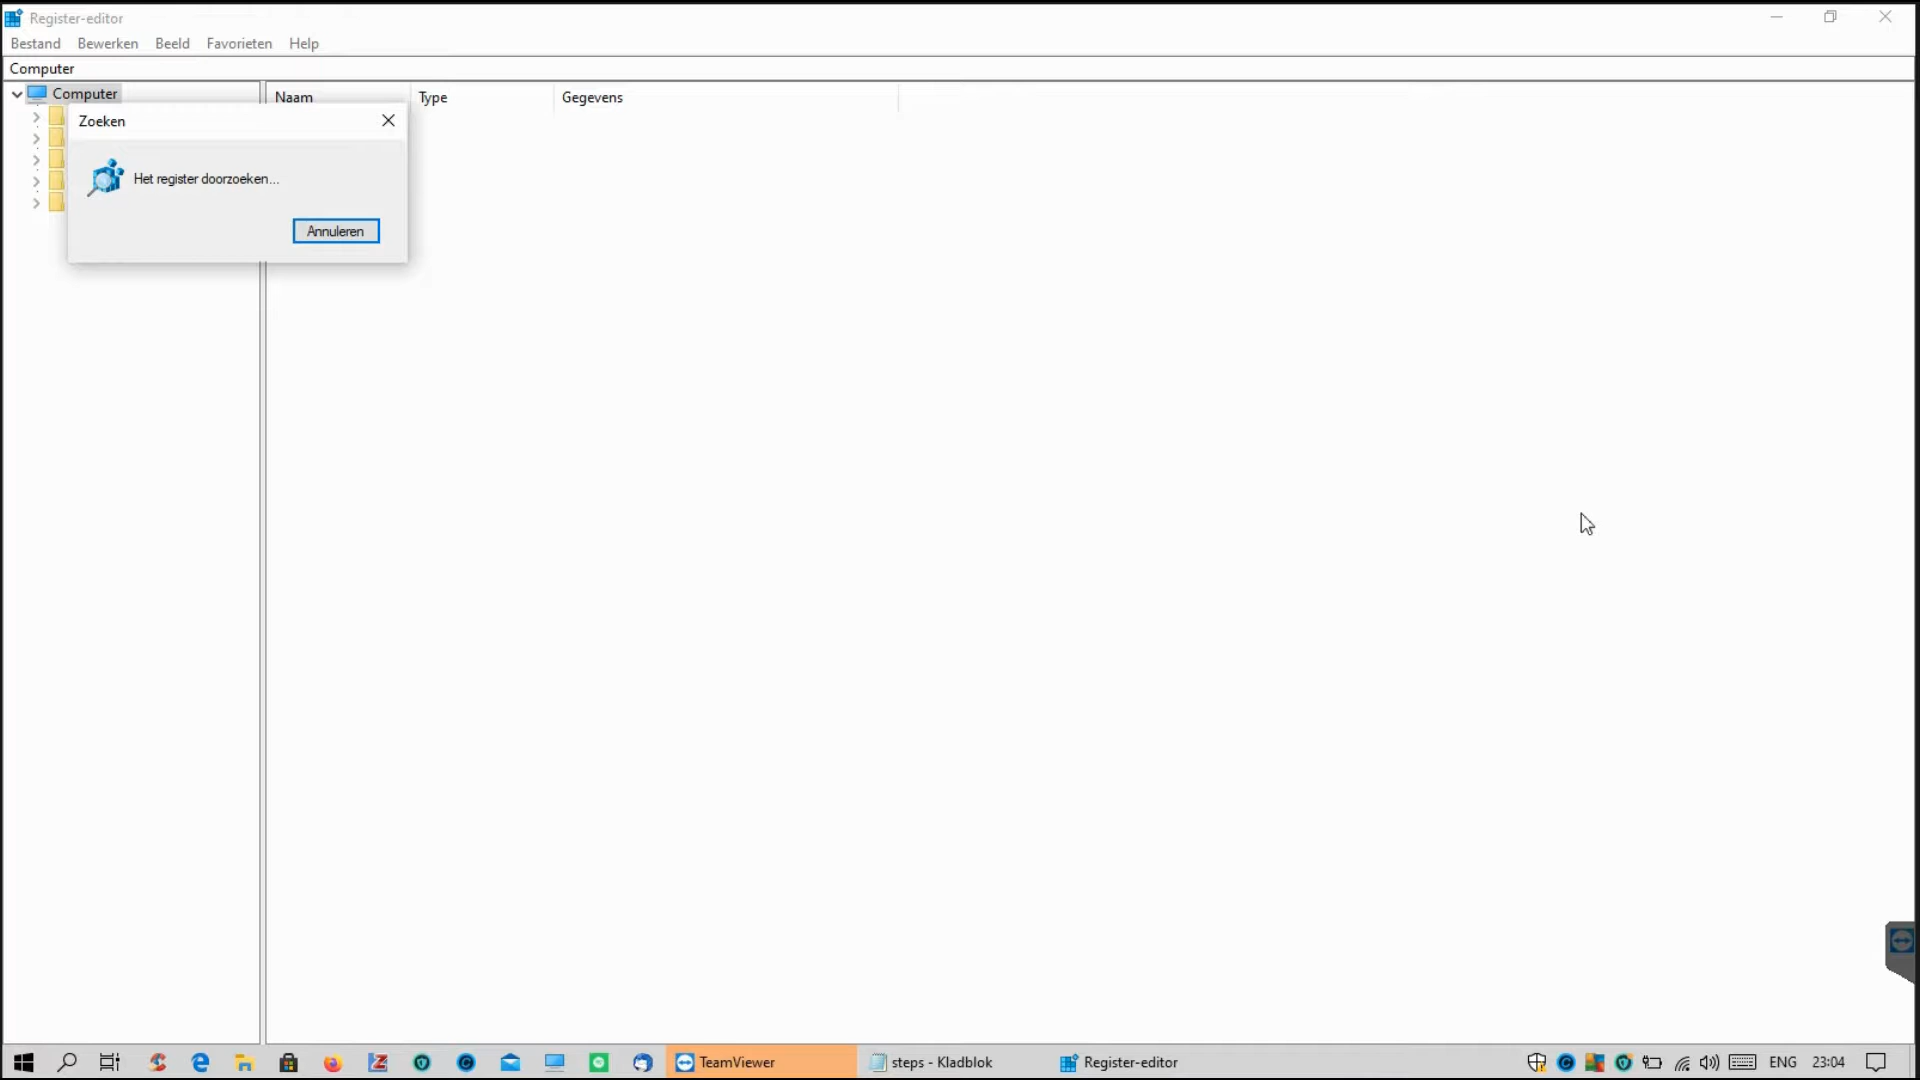 Register-editor
Bestand Bewerken Beeld Favorieten Help
Computer
Computer
Naam Type Gegevens
Zoeken
Het register doorzoeken...
Annuleren
TeamViewer steps - Kladblok Register-editor ENG 23:04